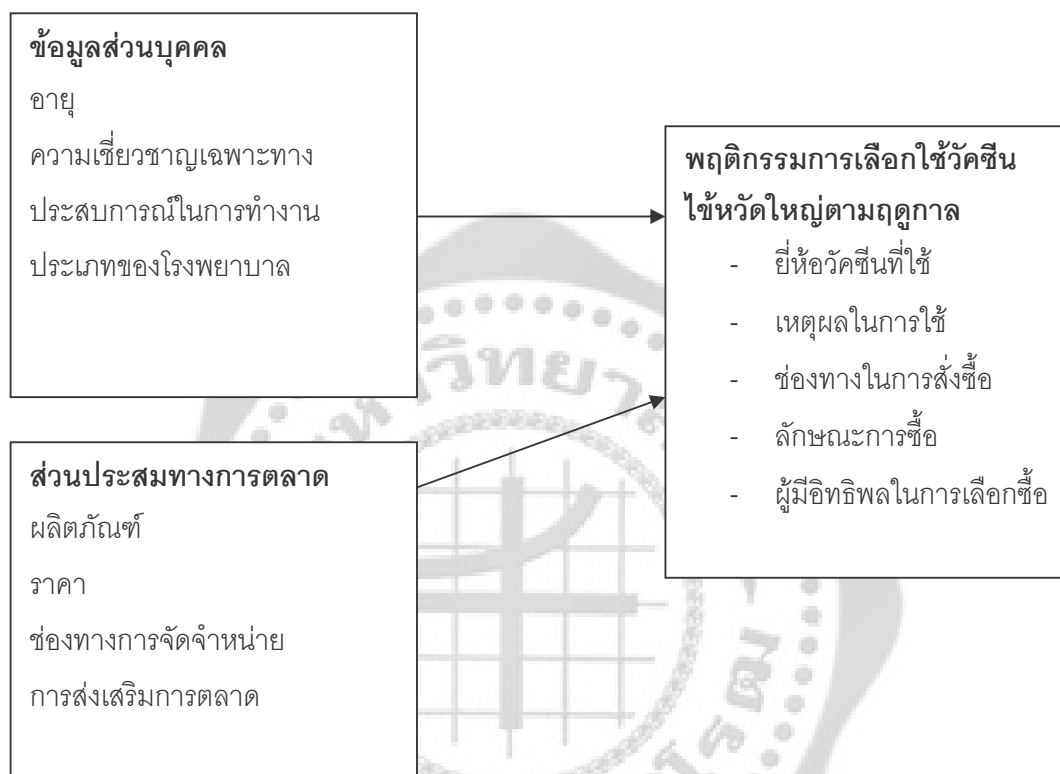 ข้อมูลส่วนบุคคล
อายุ
ความเชี่ยวชาญเฉพาะทาง
ประสบการณ์ในการทำงาน
ประเภทของโรงพยาบาล
ส่วนประสมทางการตลาด
ผลิตภัณฑ์
ราคา
ช่องทางการจัดจำหน่าย
การส่งเสริมการตลาด
พฤติกรรมการเลือกใช้วัคซีน
ไข้หวัดใหญ่ตามฤดูกาล
- ยี่ห้อวัคซีนที่ใช้
- เหตุผลในการใช้
- ช่องทางในการสั่งซื้อ
- ลักษณะการซื้อ
- ผู้มีอิทธิพลในการเลือกซื้อ